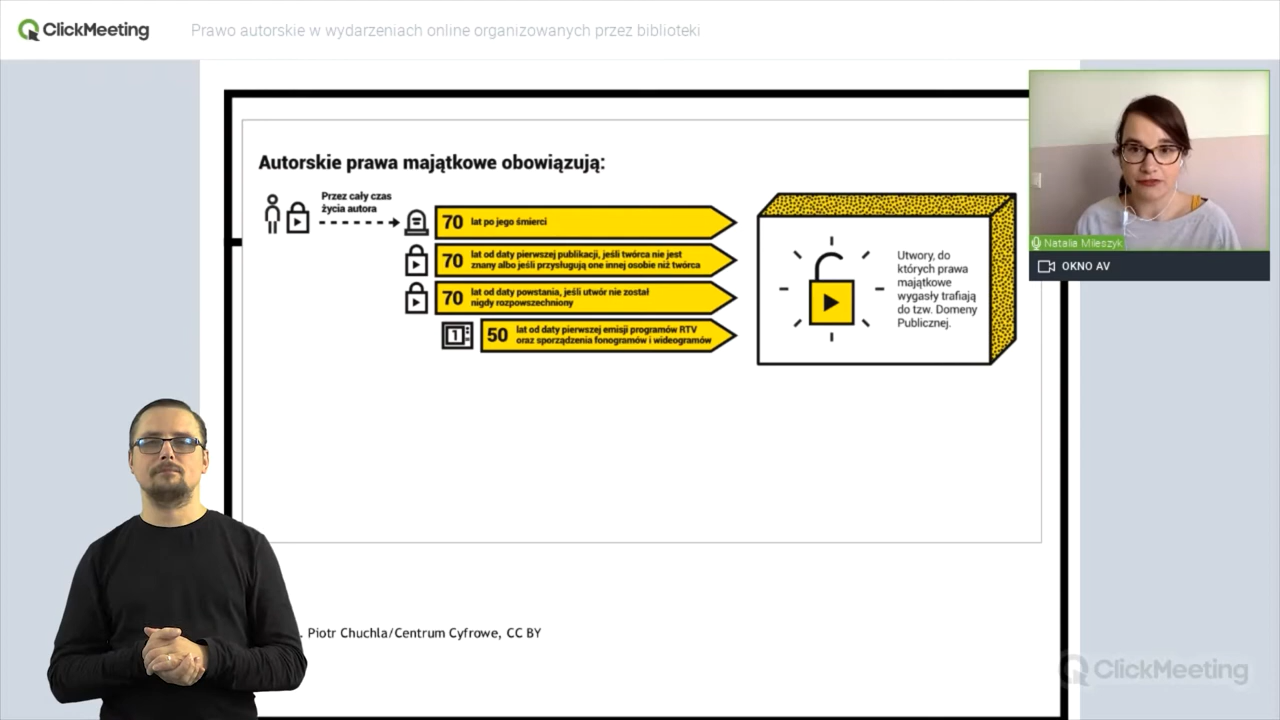 ClickMeeting
Prawo autorskie w wydarzeniach online organizowanych przez biblioteki
Autorskie prawa majątkowe obowiązują:
Przez cały czas
życia autora
70 lat po jego śmierci
70 lat od daty pierwszej publikacji, jeśli twórca nie jest
znany albo jeśli przysługują one innej osobie niż twórca
70 lat od daty powstania, jeśli utwór nie został
nigdy rozpowszechniony
1
50 lat od daty pierwszej emisji programów RTV
oraz sporządzenia fonogramów i wideogramów
Utwory, do
których prawa
majątkowe
wygasły trafiają
do tzw. Domeny
Publicznej.
Natalia Mileszyk
OKNO AV
. Piotr Chuchla/Centrum Cyfrowe, CC BY
ClickMeeting